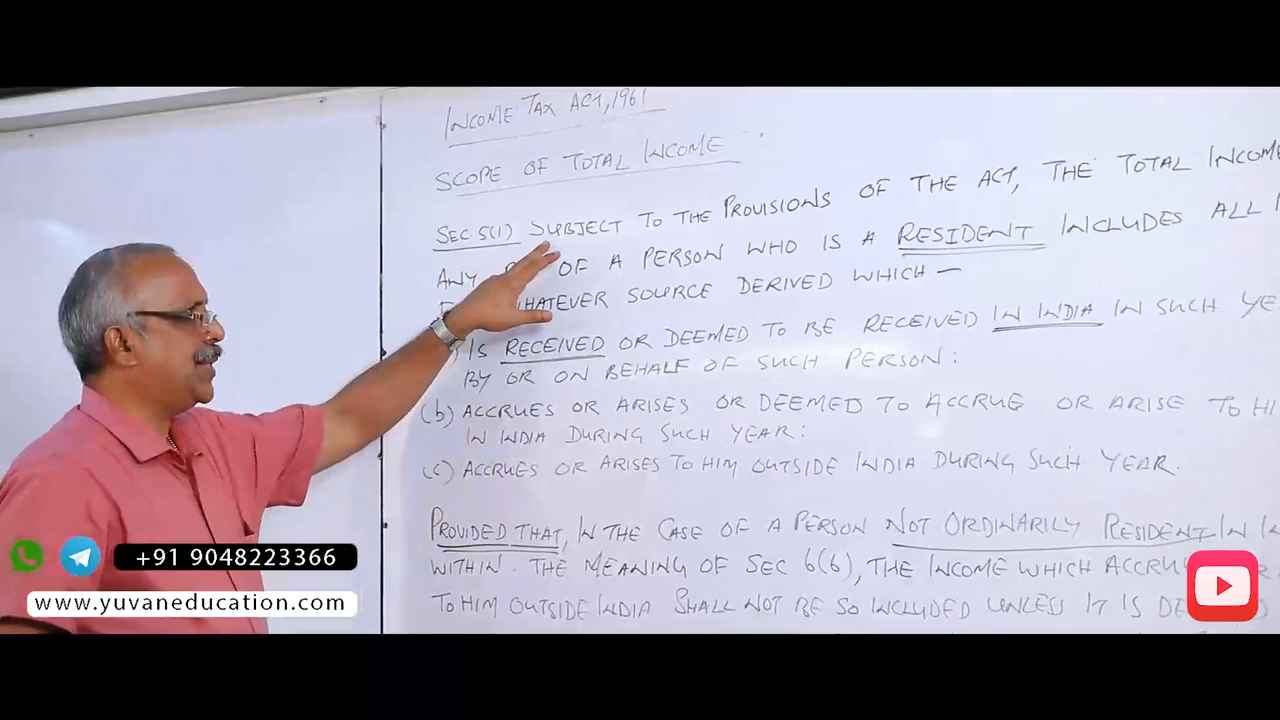 INCOME TAX ACT, 1961
SCOPE OF TOTAL INCOME
SEC. 5(1) SUBJECT TO THE PROVISIONS OF THE ACT, THE TOTAL INCOME
ANY OF A PERSON WHO IS A RESIDENT INCLUDES ALL
WHATEVER SOURCE DERIVED WHICH —
IS RECEIVED OR DEEMED TO BE RECEIVED IN INDIA IN SUCH
BY OR ON BEHALF OF SUCH PERSON:
(b) ACCRUES OR ARISES OR DEEMED TO ACCRUE OR ARISE TO
IN INDIA DURING SUCH YEAR:
(c) ACCRUES OR ARISES TO HIM OUTSIDE INDIA DURING SUCH YEAR.
PROVIDED THAT, IN THE CASE OF A PERSON NOT ORDINARILY RESIDENT IN
WITHIN THE MEANING OF SEC 6(6), THE INCOME WHICH
TO HIM OUTSIDE INDIA SHALL NOT BE SO INCLUDED UNLESS IT IS
+91 9048223366
www.yuvaneducation.com